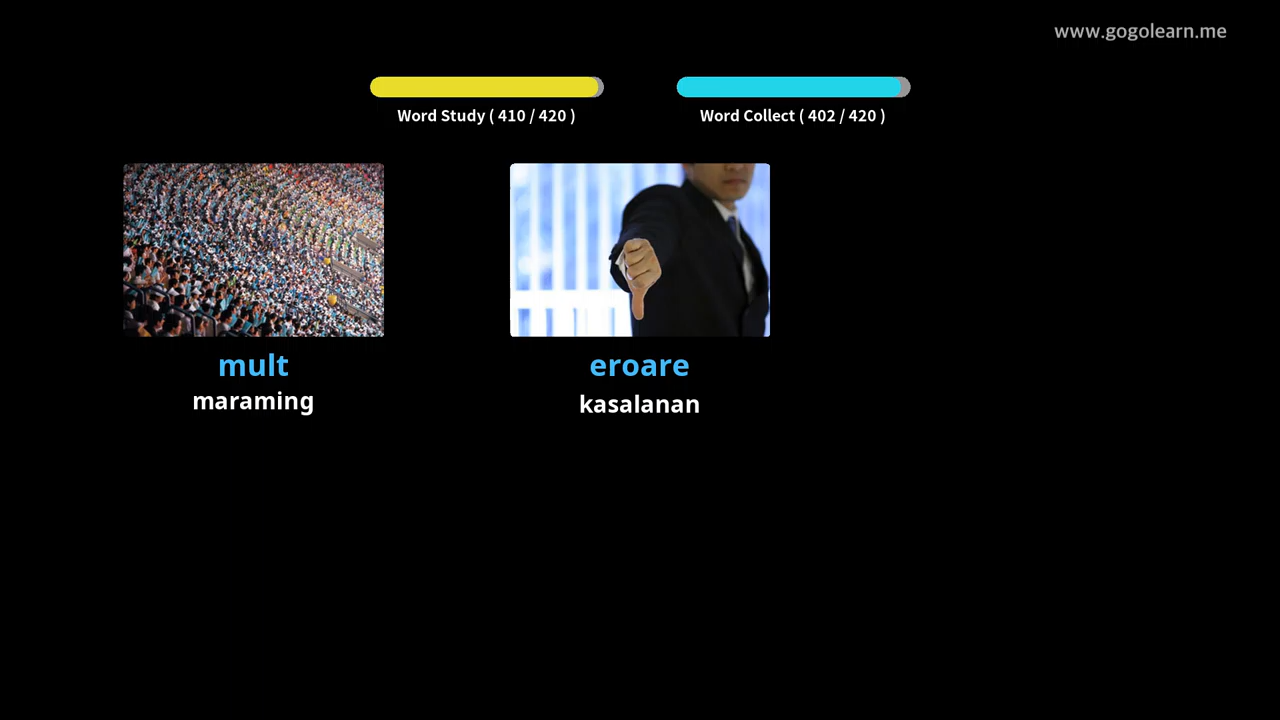 www.gogolearn.me
Word Study ( 410 / 420 )
Word Collect ( 402 / 420 )
mult
maraming
eroare
kasalanan